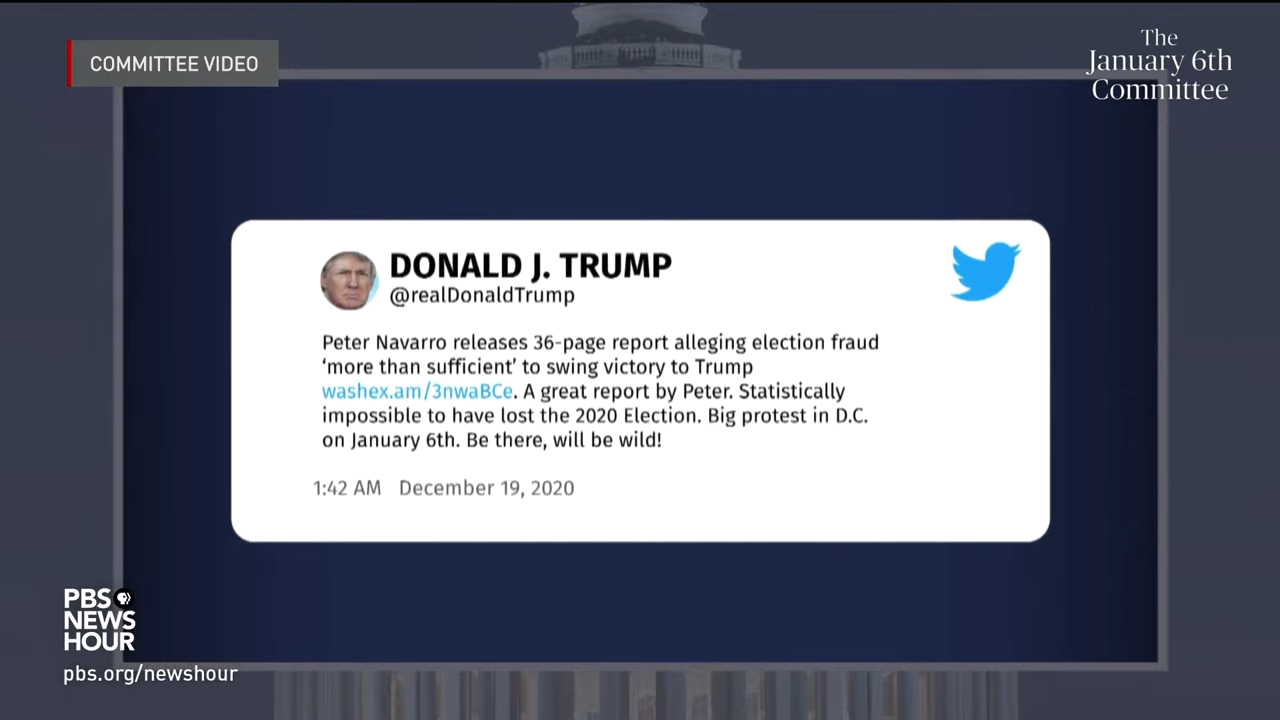 COMMITTEE VIDEO
The
January 6th
Committee
DONALD J. TRUMP
@realDonaldTrump
Peter Navarro releases 36-page report alleging election fraud
‘more than sufficient’ to swing victory to Trump
washex.am/3nwaBCe. A great report by Peter. Statistically
impossible to have lost the 2020 Election. Big protest in D.C.
on January 6th. Be there, will be wild!
1:42 AM December 19, 2020
PBS
NEWS
HOUR
pbs.org/newshour